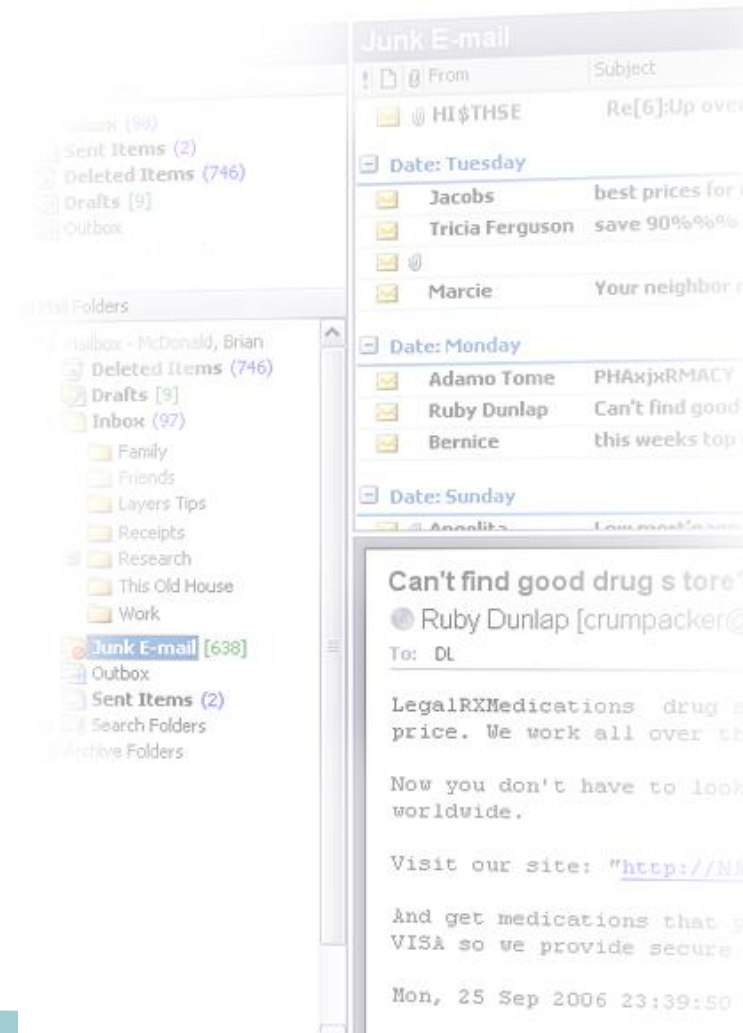 (98)
Sent Items (2)
Deleted Items (746)
Drafts [9]
Outbox
Mail Folders
Mailbox - McDonald, Brian
Deleted Items (746)
Drafts [9]
Inbox (97)
Family
Friends
Layers Tips
Receipts
Research
This Old House
Work
Junk E-mail [638]
Outbox
Sent Items (2)
Search Folders
Archive Folders
Junk E-mail
! From Subject
HI$THSE Re[6]:Up over
Date: Tuesday
Jacobs best prices for
Tricia Ferguson save 90%%%
Marcie Your neighbor
Date: Monday
Adamo Tome PHAxjxRMACY
Ruby Dunlap Can't find good
Bernice this weeks top
Date: Sunday
Can't find good drug s tore?
Ruby Dunlap [crumpacker@
To: DL
LegalRXMedications drug s
price. We work all over th
Now you don't have to look
worldwide.
Visit our site: "http://N
And get medications that
VISA so we provide secure
Mon, 25 Sep 2006 23:39:50